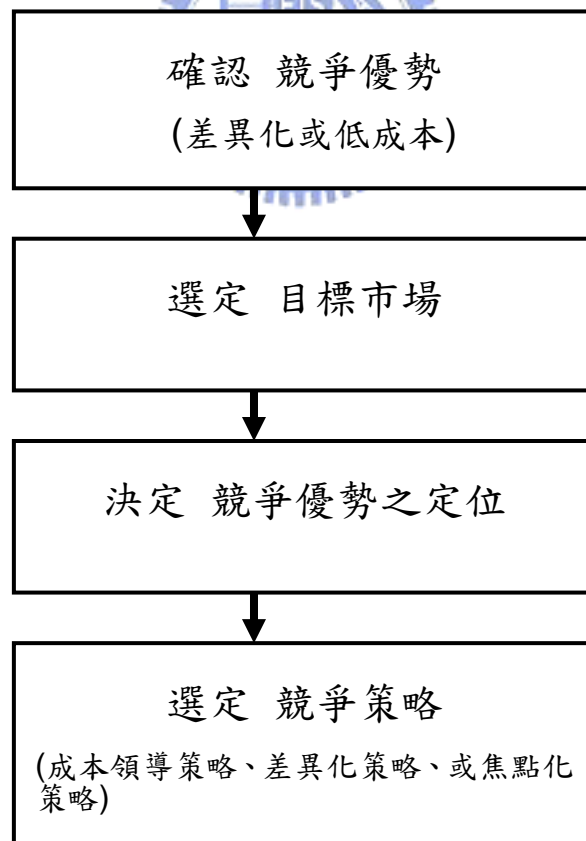 確認 競爭優勢
(差異化或低成本)
選定 目標市場
決定 競爭優勢之定位
選定 競爭策略
(成本領導策略、差異化策略、或焦點化
策略)